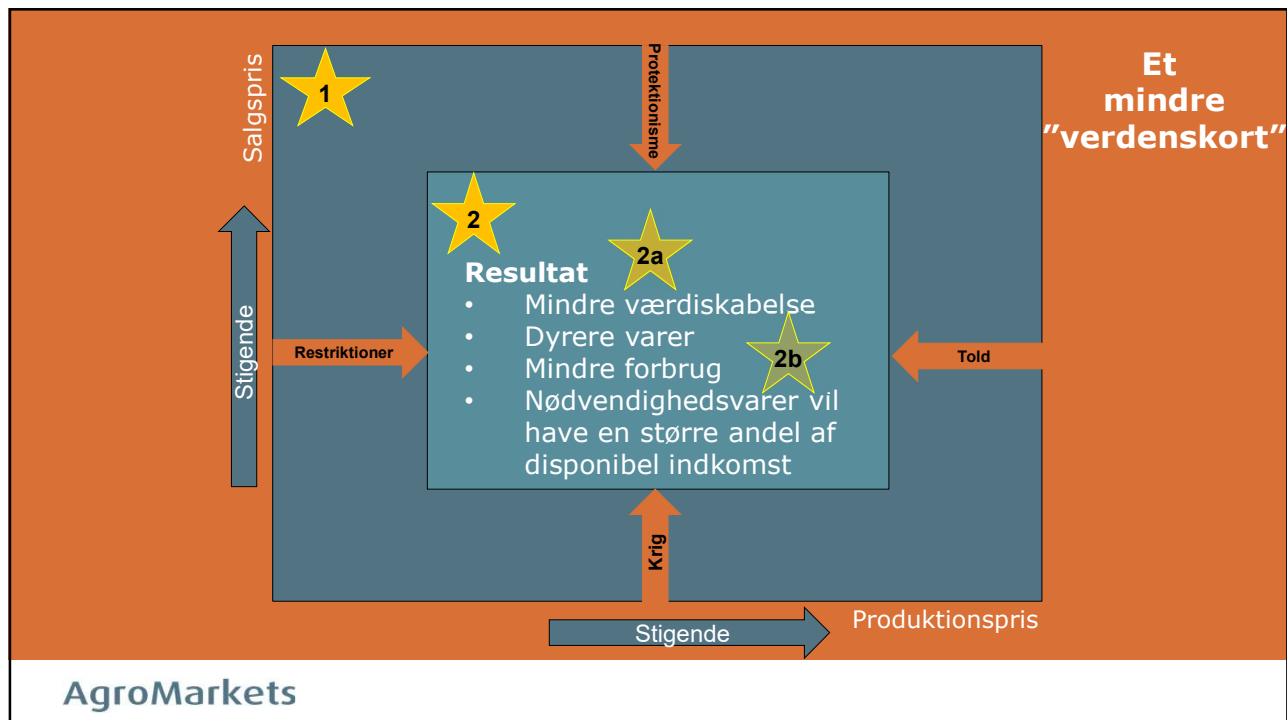 Et
mindre
”verdenskort”
Salgspris
Stigende
1
Protektionisme
2
2a
Resultat
• Mindre værdiskabelse
• Dyrere varer
2b
• Mindre forbrug
• Nødvendighedsvarer vil
have en større andel af
disponibel indkomst
Restriktioner
Told
Krig
Stigende
Produktionspris
AgroMarkets